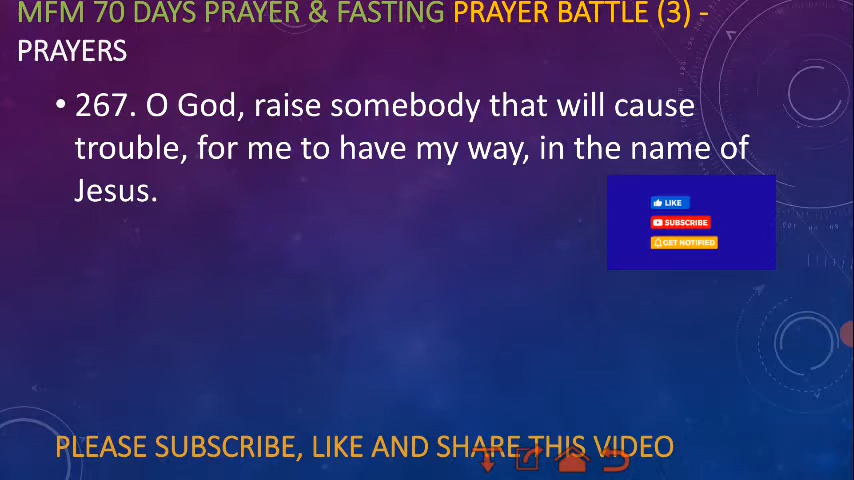 MFM 70 DAYS PRAYER & FASTING PRAYER BATTLE (3) -
PRAYERS
• 267. O God, raise somebody that will cause
trouble, for me to have my way, in the name of
Jesus.
LIKE
SUBSCRIBE
GET NOTIFIED
PLEASE SUBSCRIBE, LIKE AND SHARE THIS VIDEO